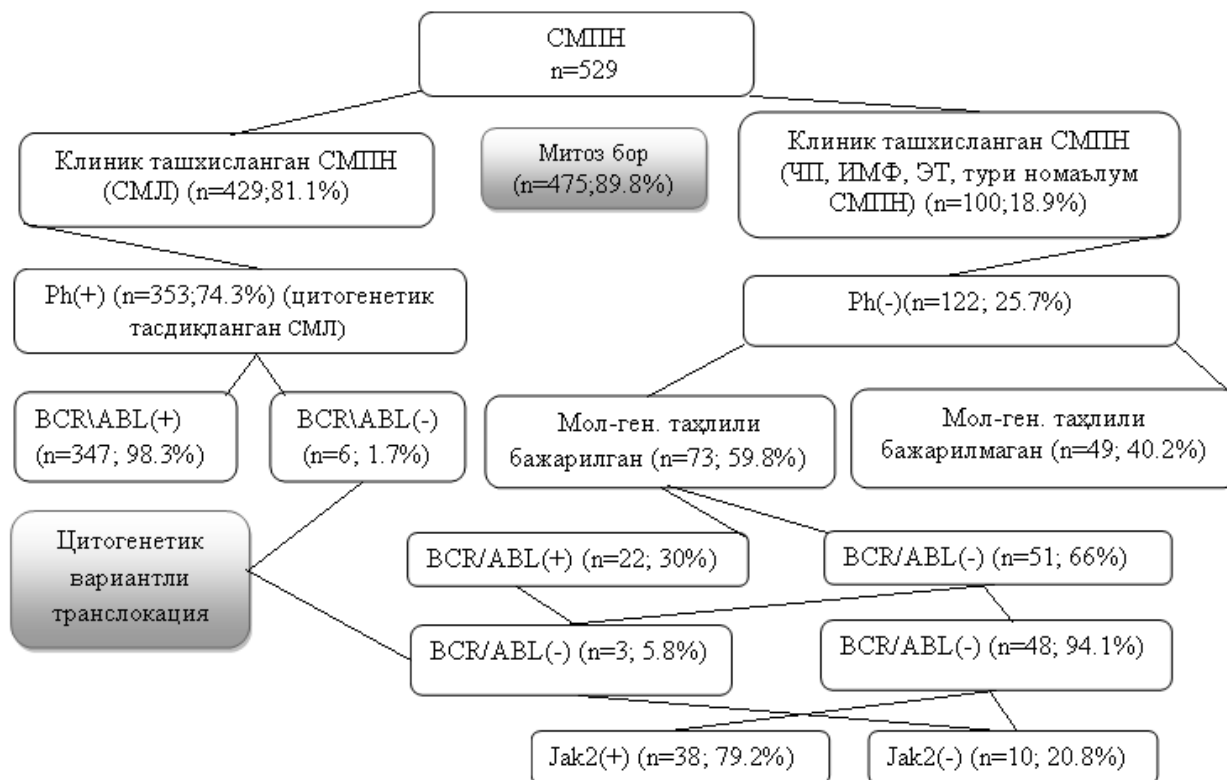 СМПН
n=529
Клиник ташхисланган СМПН
(СМЛ) (n=429;81.1%)
Митоз бор
(n=475;89.8%)
Клиник ташхисланган СМПН
(ЧП, ИМФ, ЭТ, тури номаълум
СМПН) (n=100;18.9%)
Ph(+) (n=353;74.3%) (цитогенетик
тасдиқланган СМЛ)
Ph(-)(n=122; 25.7%)
BCR\ABL(+)
(n=347; 98.3%)
BCR\ABL(-)
(n=6; 1.7%)
Мол-ген. таҳлили
бажарилган (n=73; 59.8%)
Мол-ген. таҳлили
бажарилмаган (n=49; 40.2%)
Цитогенетик
вариантли
транслокация
BCR/ABL(+) (n=22; 30%)
BCR/ABL(-) (n=51; 66%)
BCR/ABL(-) (n=3; 5.8%)
BCR/ABL(-) (n=48; 94.1%)
Jak2(+) (n=38; 79.2%)
Jak2(-) (n=10; 20.8%)